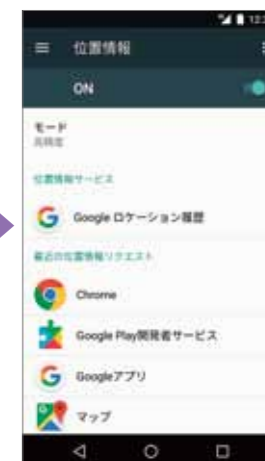 12:3
位置情報
ON
モード
高精度
位置情報サービス
Google ロケーション履歴
最近の位置情報リクエスト
Chrome
Google Play開発者サービス
Googleアプリ
マップ